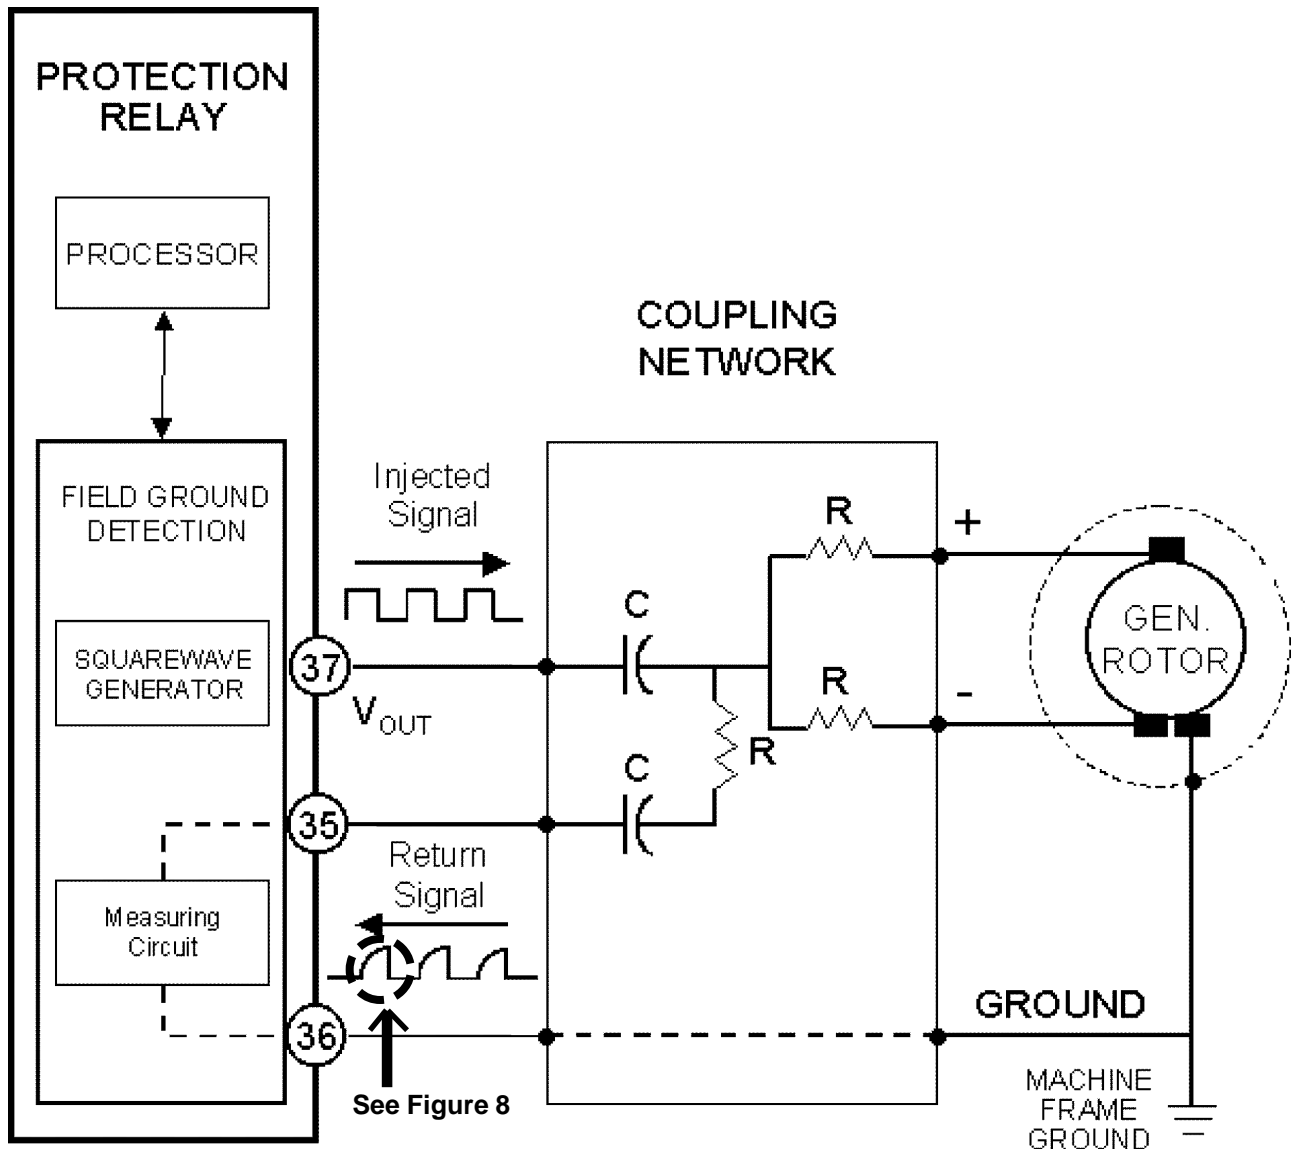 PROTECTION
RELAY
PROCESSOR
COUPLING
NETWORK
FIELD GROUND
DETECTION
Injected
Signal
SQUAREWAVE
GENERATOR
37
V OUT
C
R
+
R
-
R
C
GEN.
ROTOR
35
Return
Signal
Measuring
Circuit
36
See Figure 8
GROUND
MACHINE
FRAME
GROUND